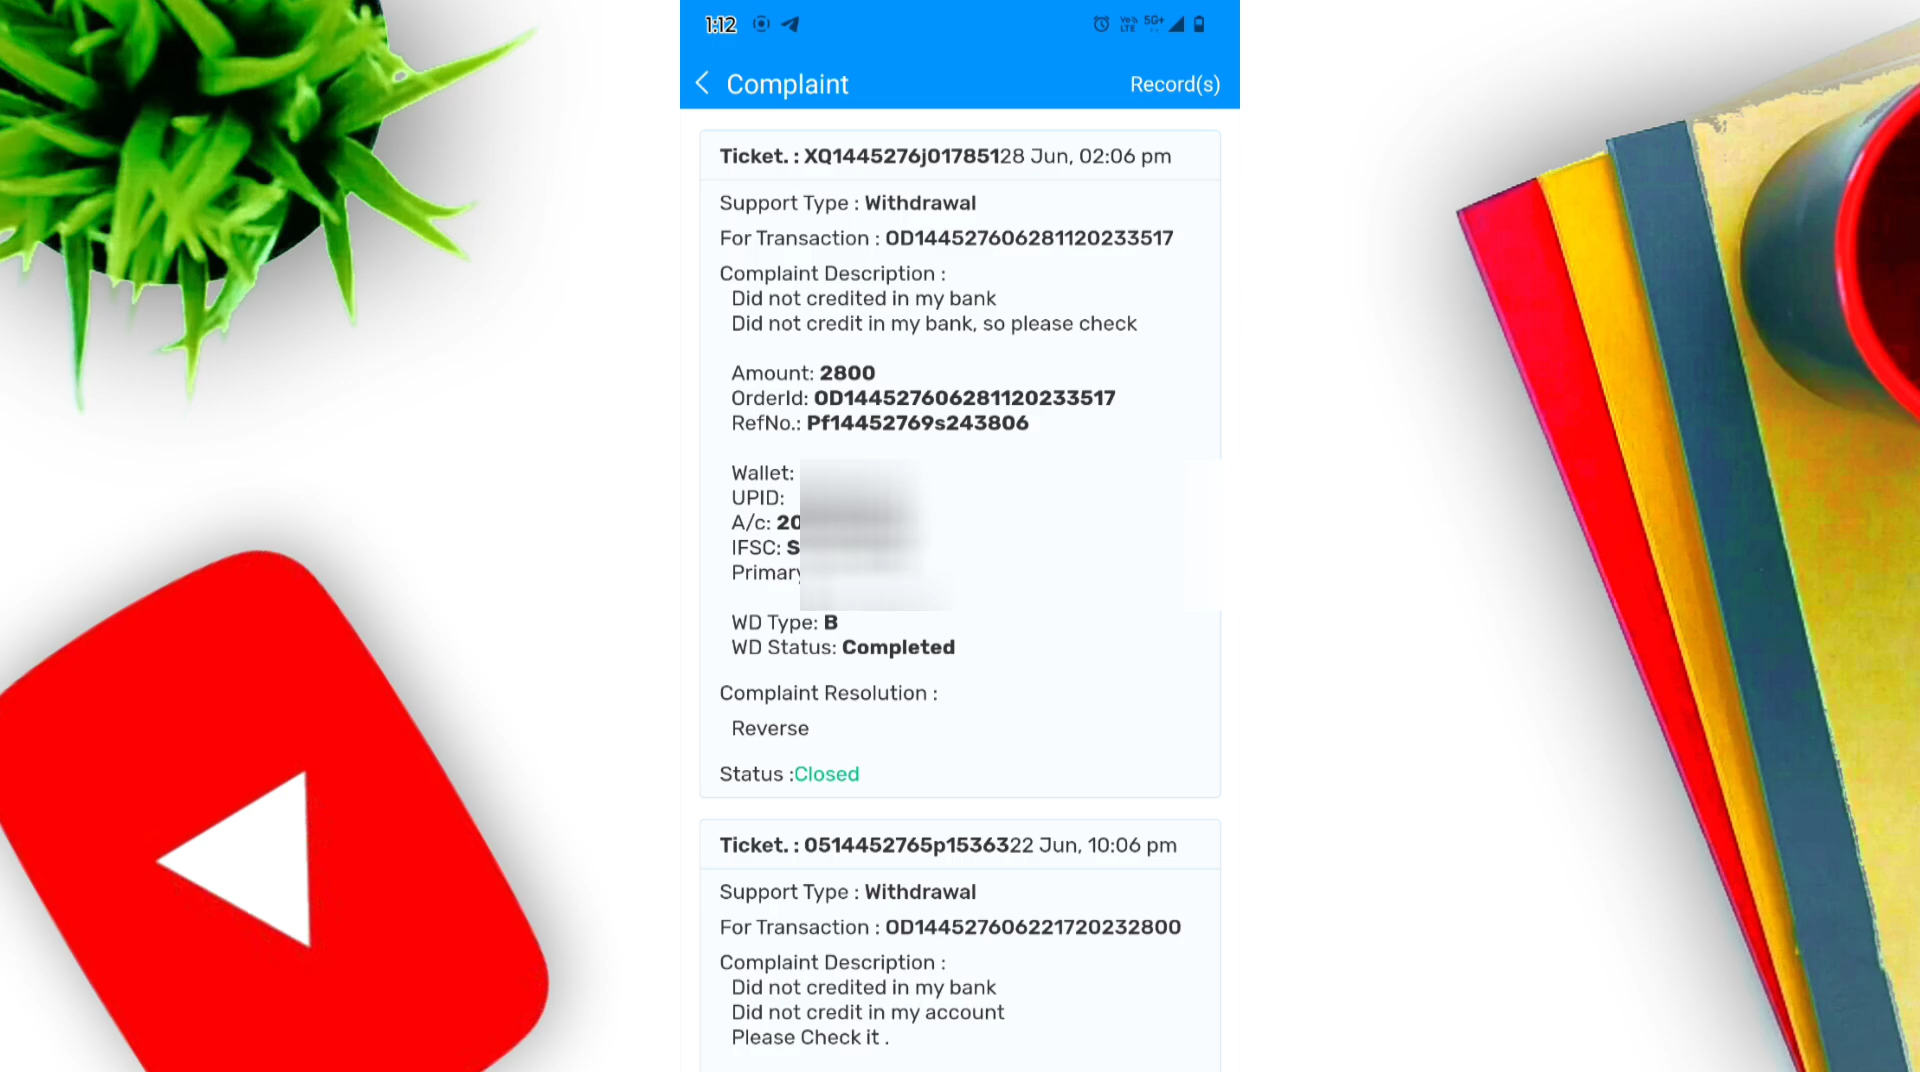 1:12 5G+
Complaint Record(s)
Ticket. : XQ1445276j01785128 Jun, 02:06 pm
Support Type : Withdrawal
For Transaction : OD144527606281120233517
Complaint Description :
Did not credited in my bank
Did not credit in my bank, so please check
Amount: 2800
OrderId: OD144527606281120233517
RefNo.: Pf14452769s243806
Wallet:
UPID:
A/c: 20
IFSC: S
Primary
WD Type: B
WD Status: Completed
Complaint Resolution :
Reverse
Status :Closed
Ticket. : 0514452765p1536322 Jun, 10:06 pm
Support Type : Withdrawal
For Transaction : OD144527606221720232800
Complaint Description :
Did not credited in my bank
Did not credit in my account
Please Check it .